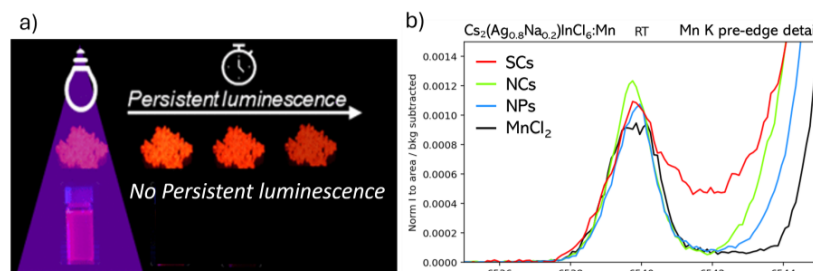 a)
Persistent luminescence
No Persistent luminescence
b)
Cs₂(Ag₀.₈Na₀.₂)InCl₆:Mn RT Mn K pre-edge detai
SCs
NCs
NPs
MnCl₂
Norm I to area / bkg subtracted
0.0014
0.0012
0.0010
0.0008
0.0006
0.0004
0.0002
0.0000